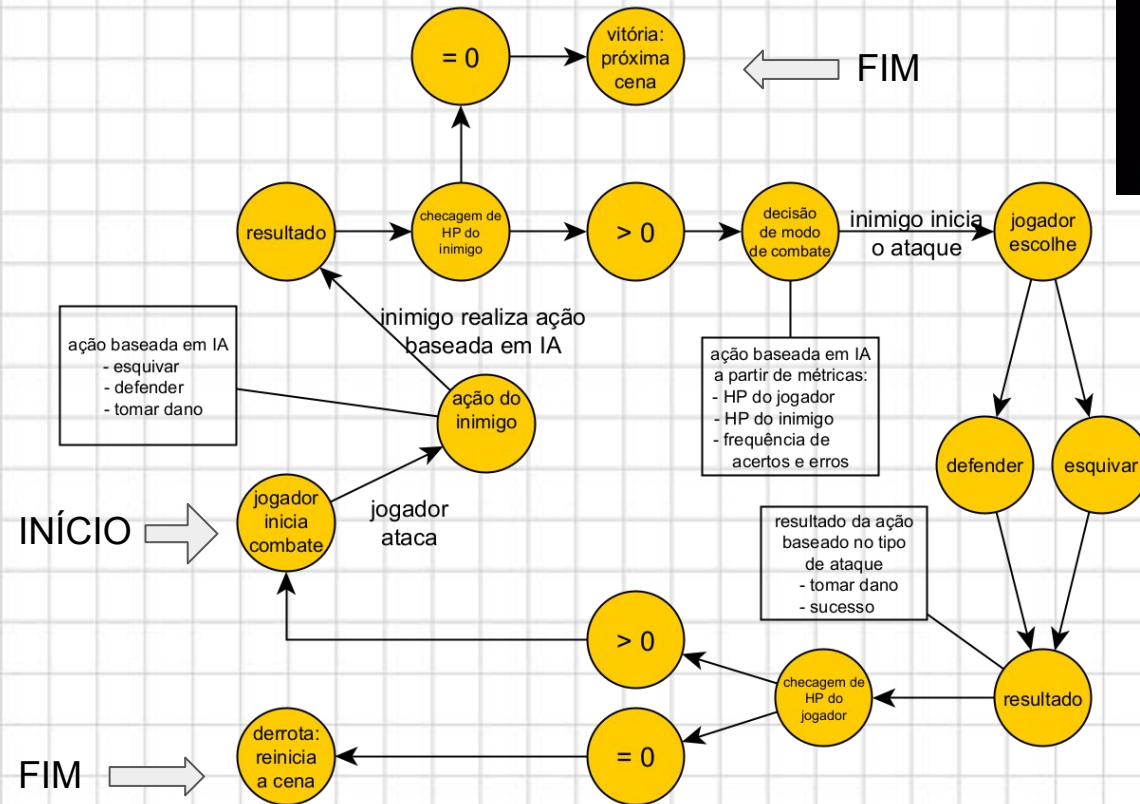 = 0
vitória:
próxima
cena
FIM
resultado
checagem de
HP do
inimigo
> 0
decisão
de modo
de combate
inimigo inicia
o ataque
jogador
escolhe
ação baseada em IA
- esquivar
- defender
- tomar dano
inimigo realiza ação
baseada em IA
ação do
inimigo
ação baseada em IA
a partir de métricas:
- HP do jogador
- HP do inimigo
- frequência de
acertos e erros
defender
esquivar
INÍCIO
jogador
inicia
combate
jogador
ataca
resultado da ação
baseado no tipo
de ataque
- tomar dano
- sucesso
> 0
checagem de
HP do
jogador
resultado
FIM
derrota:
reinicia
a cena
= 0